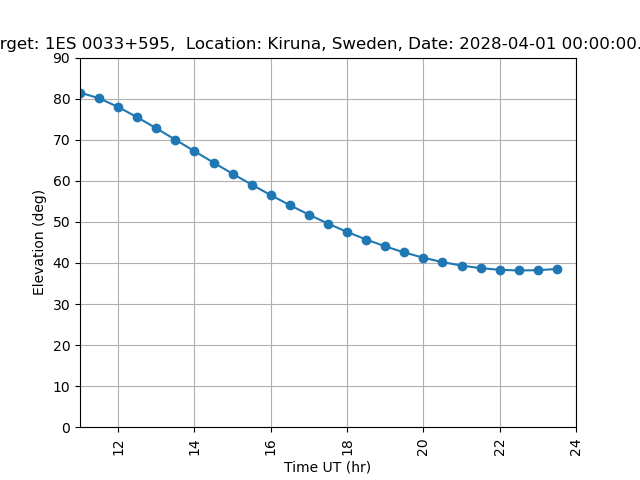 rget: 1ES 0033+595,  Location: Kiruna, Sweden, Date: 2028-04-01 00:00:00.
90
80
70
60
50
40
30
20
10
0
Elevation (deg)
12 14 16 18 20 22 24
Time UT (hr)